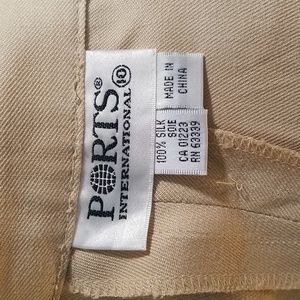 PORTS®
INTERNATIONAL
10
MADE IN
CHINA
100% SILK
SOIE
CA 01223
RN 63339